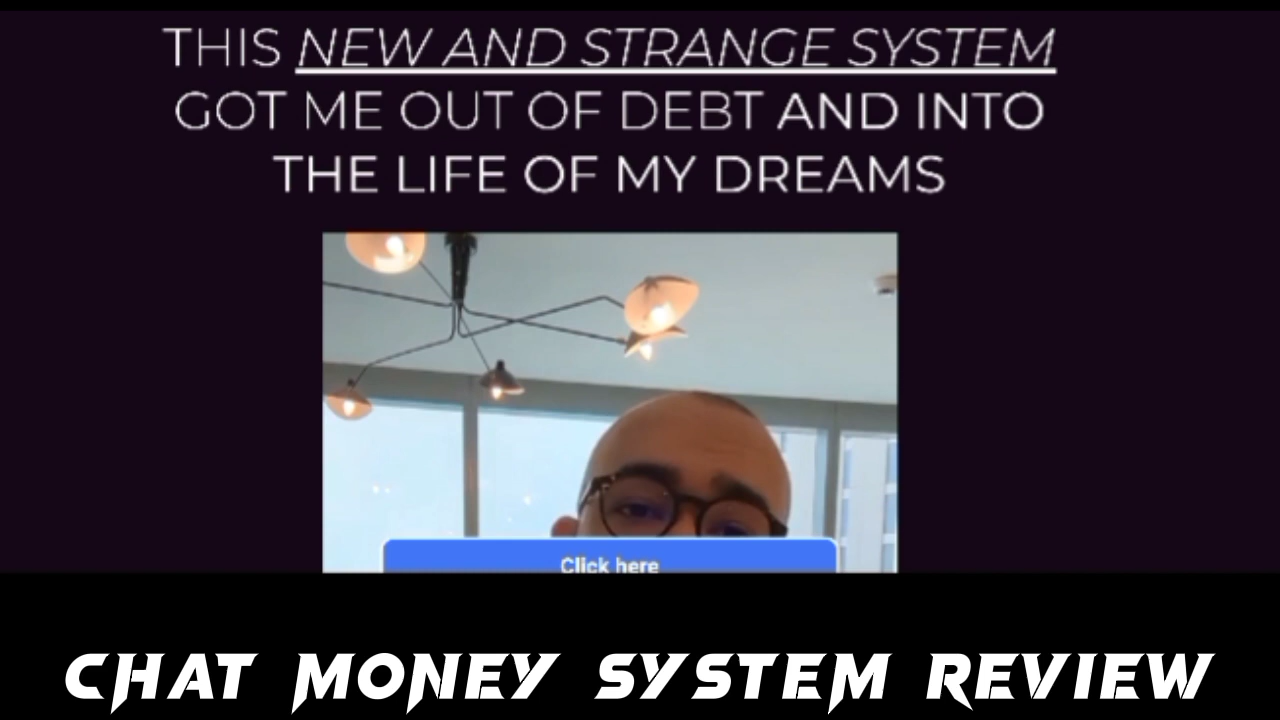 THIS NEW AND STRANGE SYSTEM
GOT ME OUT OF DEBT AND INTO
THE LIFE OF MY DREAMS
Click here
CHAT MONEY SYSTEM REVIEW